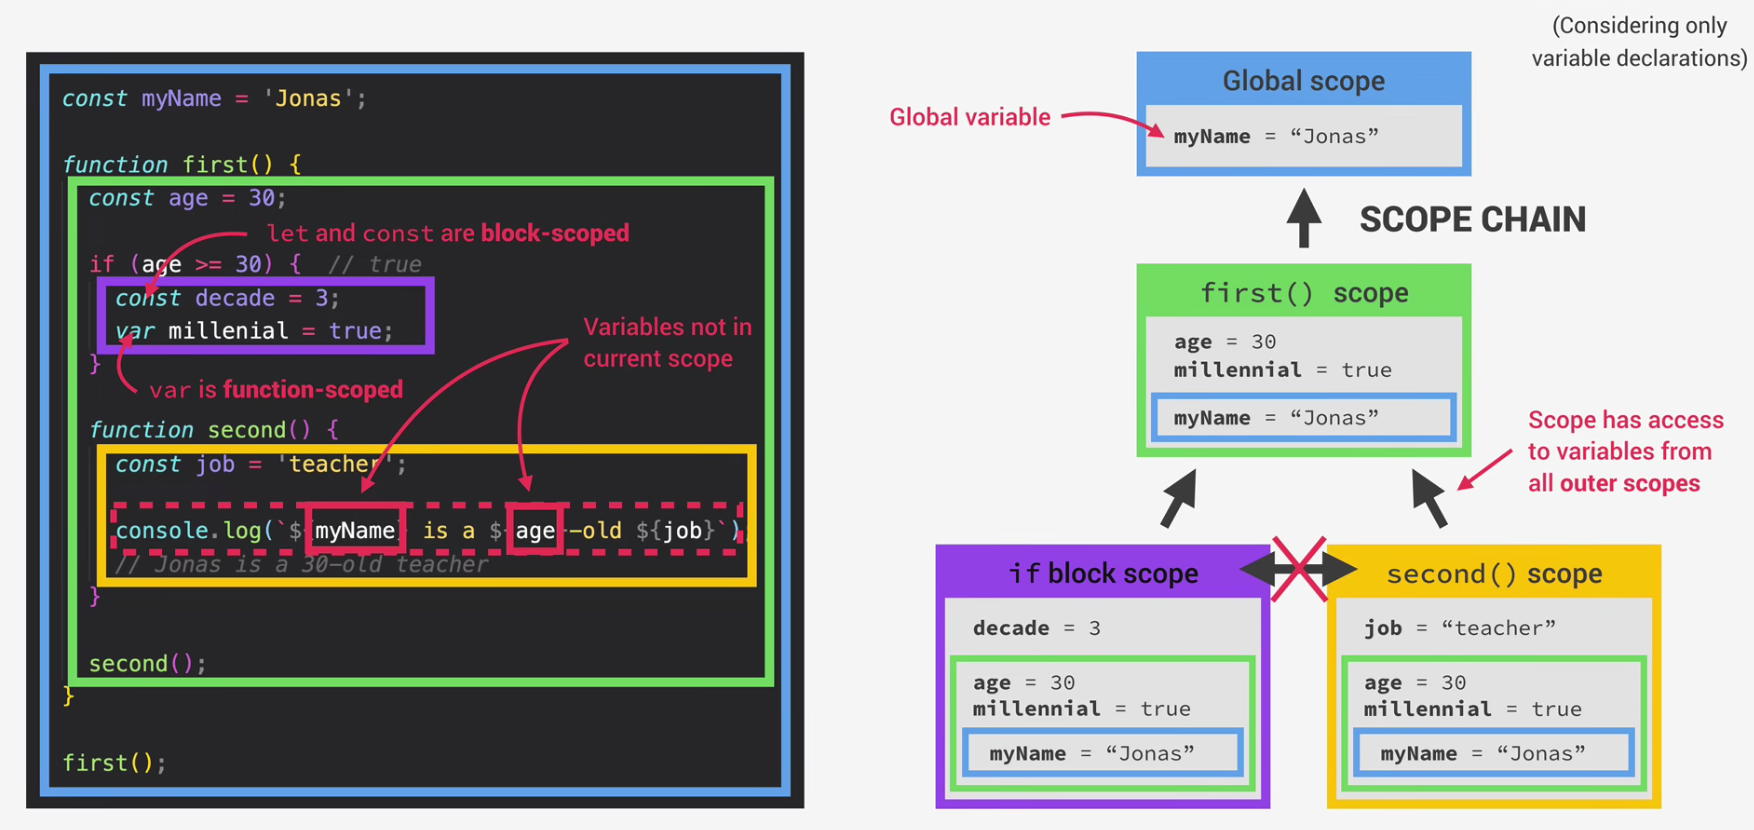 (Considering only
variable declarations)
const myName = 'Jonas';
function first() {
const age = 30;
let and const are block-scoped
if (age >= 30) { // true
const decade = 3;
var millenial = true;
}
var is function-scoped
Variables not in
current scope
function second() {
const job = 'teacher';
console.log(`${myName} is a ${age}-old ${job}`);
// Jonas is a 30-old teacher
}
second();
}
first();
Global variable
Global scope
myName = “Jonas”
SCOPE CHAIN
first() scope
age = 30
millennial = true
myName = “Jonas”
Scope has access
to variables from
all outer scopes
if block scope
decade = 3
age = 30
millennial = true
myName = “Jonas”
second() scope
job = “teacher”
age = 30
millennial = true
myName = “Jonas”